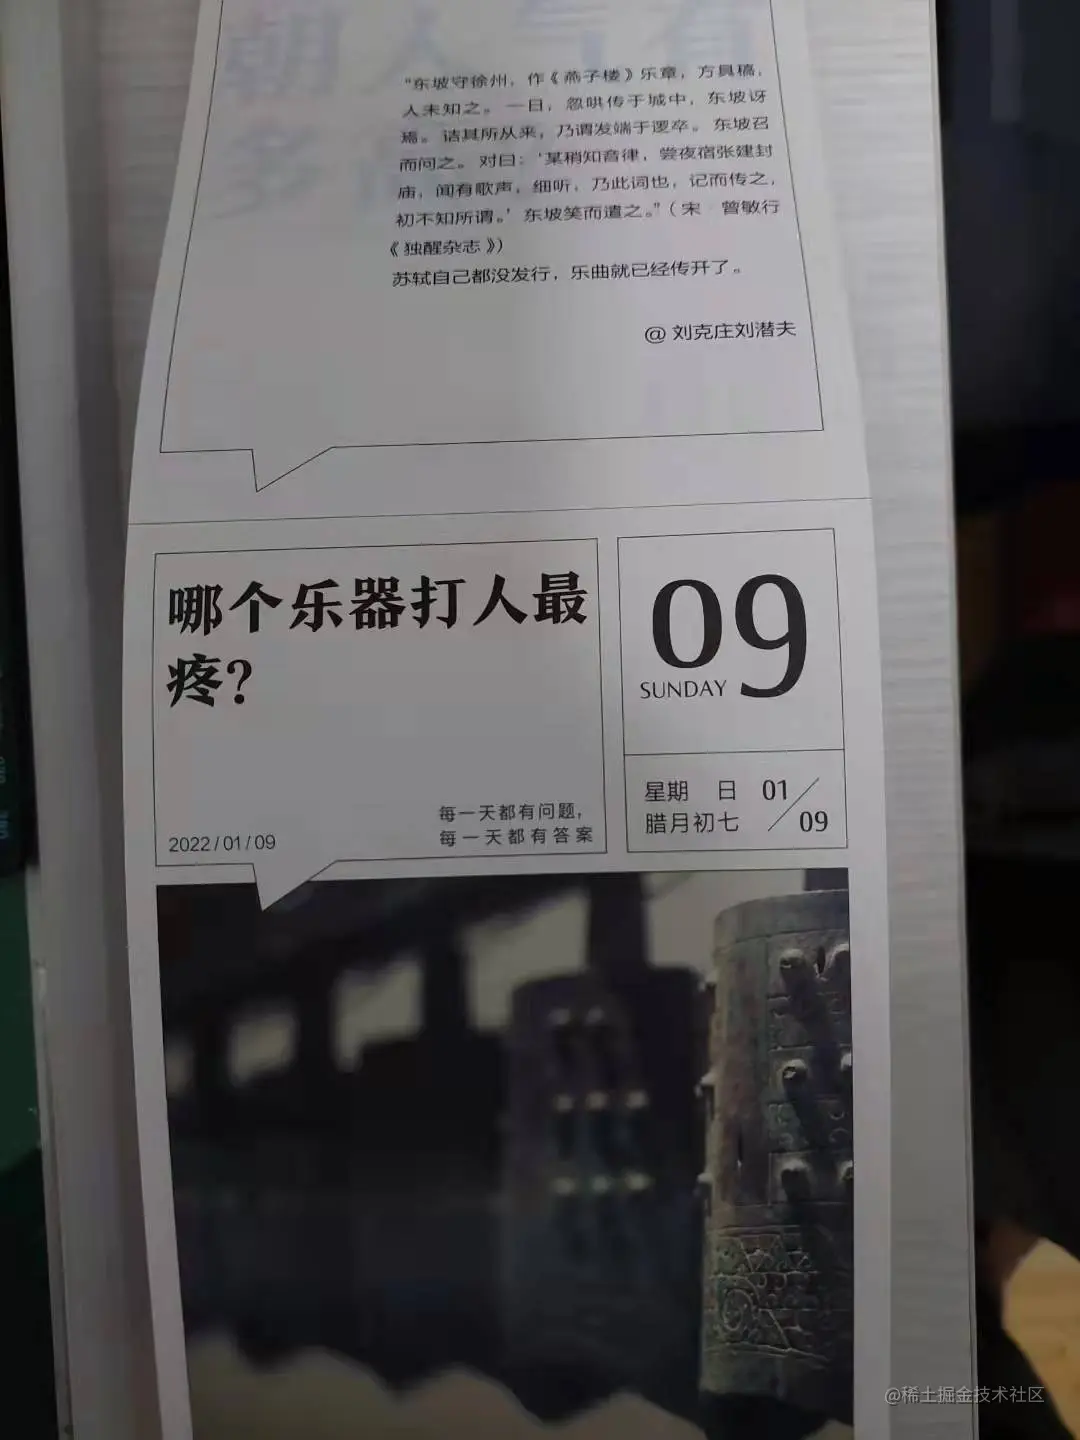 “东坡守徐州，作《燕子楼》乐章，方具稿，
人未知之。一日，忽哄传于城中，东坡讶
焉。诘其所从来，乃谓发端于逻卒。东坡召
而问之。对曰：‘某稍知音律，尝夜宿张建封
庙，闻有歌声，细听，乃此词也，记而传之，
初不知所谓。’东坡笑而遣之。”（宋 曾敏行
《独醒杂志》）
苏轼自己都没发行，乐曲就已经传开了。
@ 刘克庄刘潜夫
哪个乐器打人最
疼？
2022/01/09
每一天都有问题，
每一天都有答案
09
SUNDAY
星期 日 01/09
腊月初七
@稀土掘金技术社区